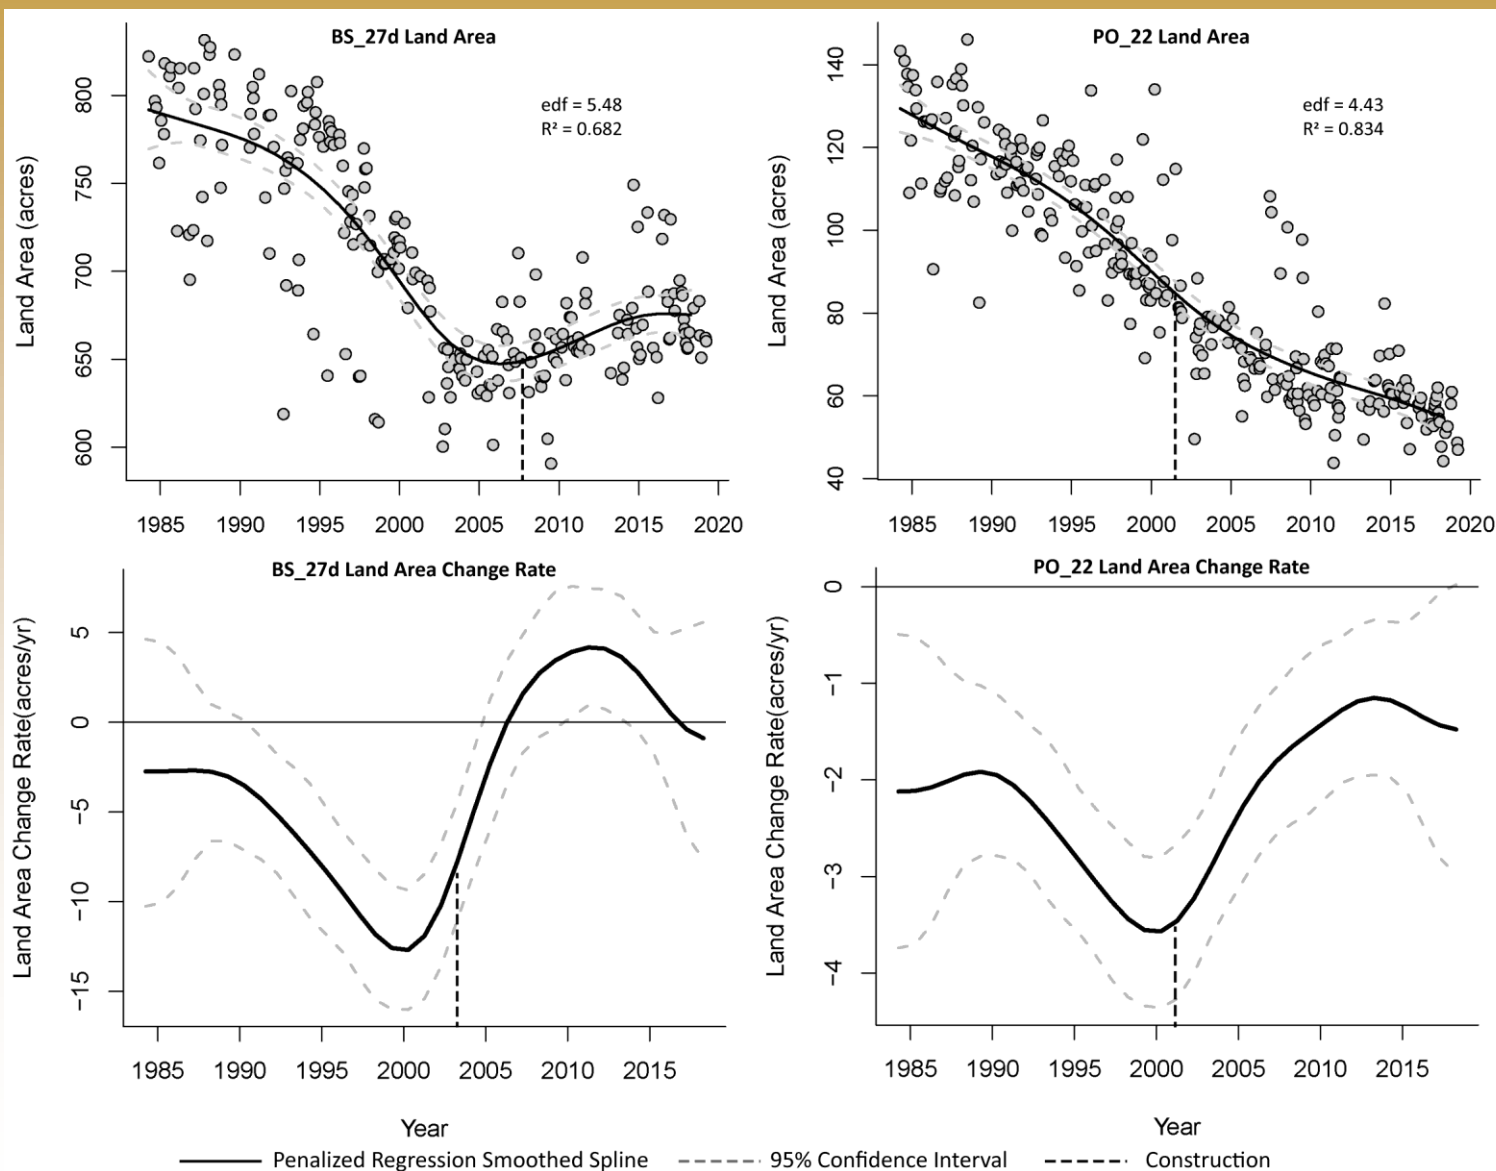 BS_27d Land Area
edf = 5.48
R² = 0.682
Land Area (acres)
800
750
700
650
600
1985 1990 1995 2000 2005 2010 2015 2020
PO_22 Land Area
edf = 4.43
R² = 0.834
Land Area (acres)
140
120
100
80
60
40
1985 1990 1995 2000 2005 2010 2015 2020
BS_27d Land Area Change Rate
Land Area Change Rate(acres/yr)
5
0
−5
−10
−15
1985 1990 1995 2000 2005 2010 2015
Year
PO_22 Land Area Change Rate
Land Area Change Rate(acres/yr)
0
−1
−2
−3
−4
1985 1990 1995 2000 2005 2010 2015
Year
Penalized Regression Smoothed Spline 95% Confidence Interval Construction